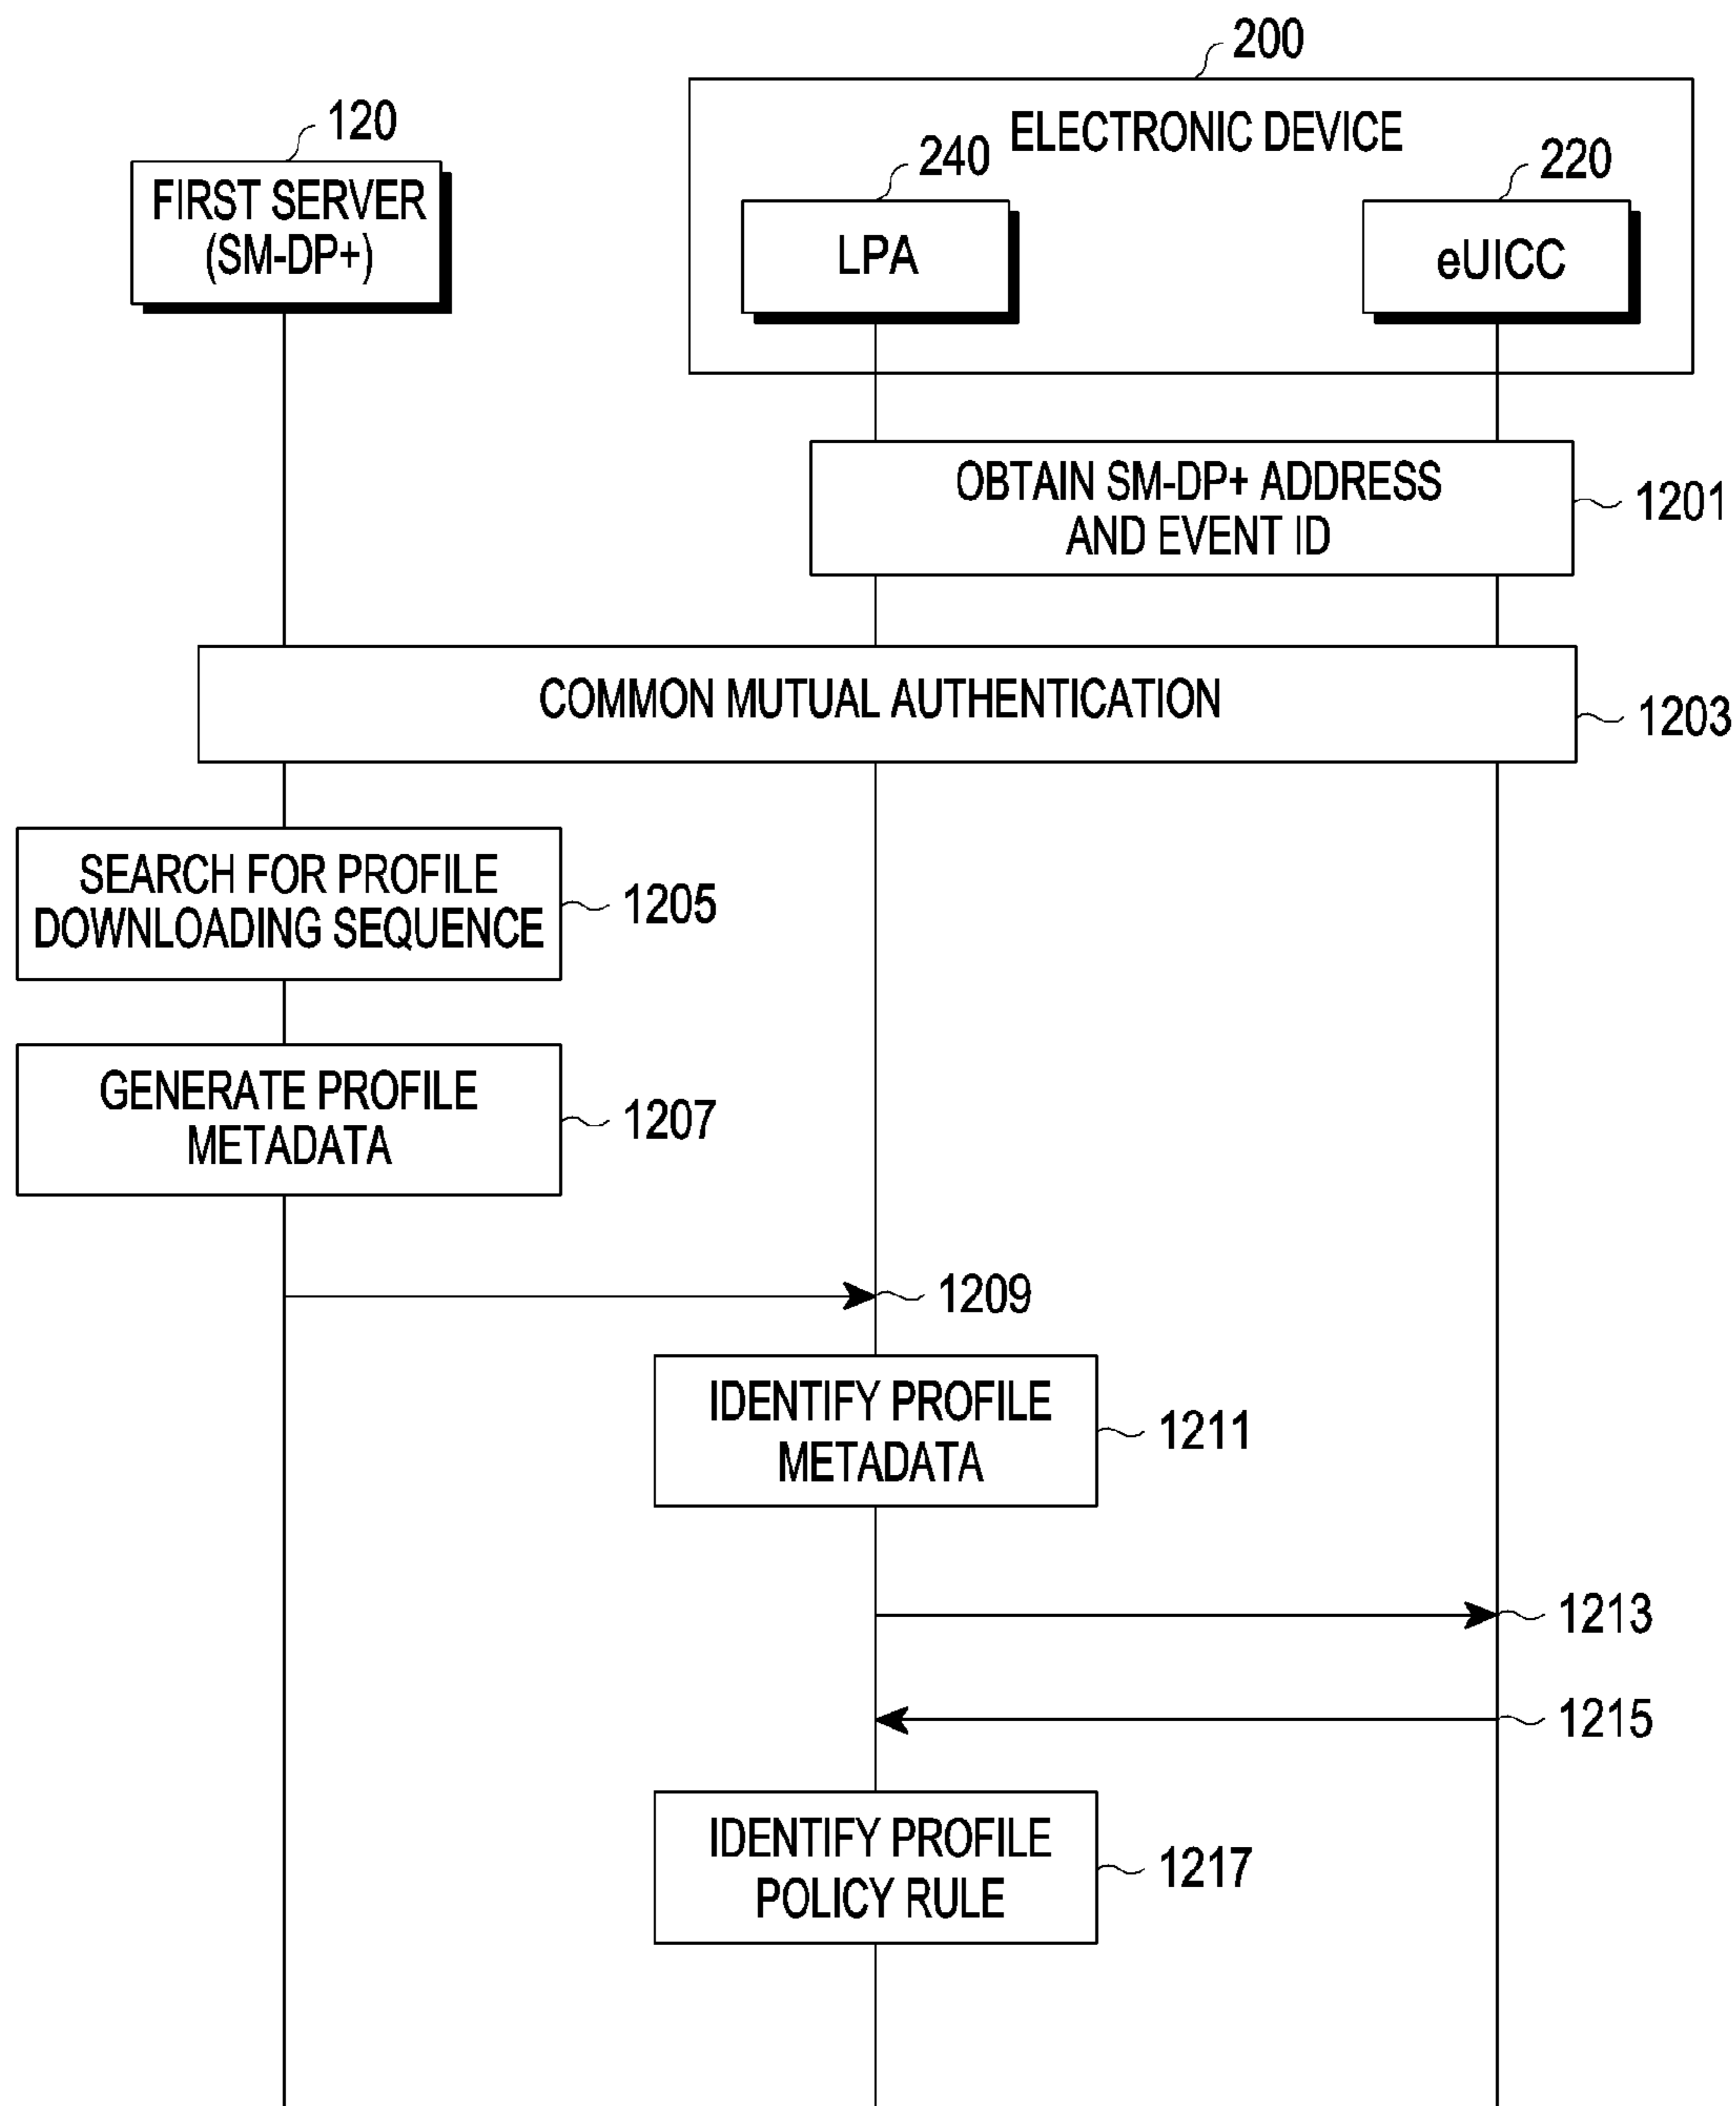 200
120
ELECTRONIC DEVICE
240
220
FIRST SERVER
(SM-DP+)
LPA
eUICC
OBTAIN SM-DP+ ADDRESS
AND EVENT ID
1201
COMMON MUTUAL AUTHENTICATION
1203
SEARCH FOR PROFILE
DOWNLOADING SEQUENCE
1205
GENERATE PROFILE
METADATA
1207
1209
IDENTIFY PROFILE
METADATA
1211
1213
1215
IDENTIFY PROFILE
POLICY RULE
1217